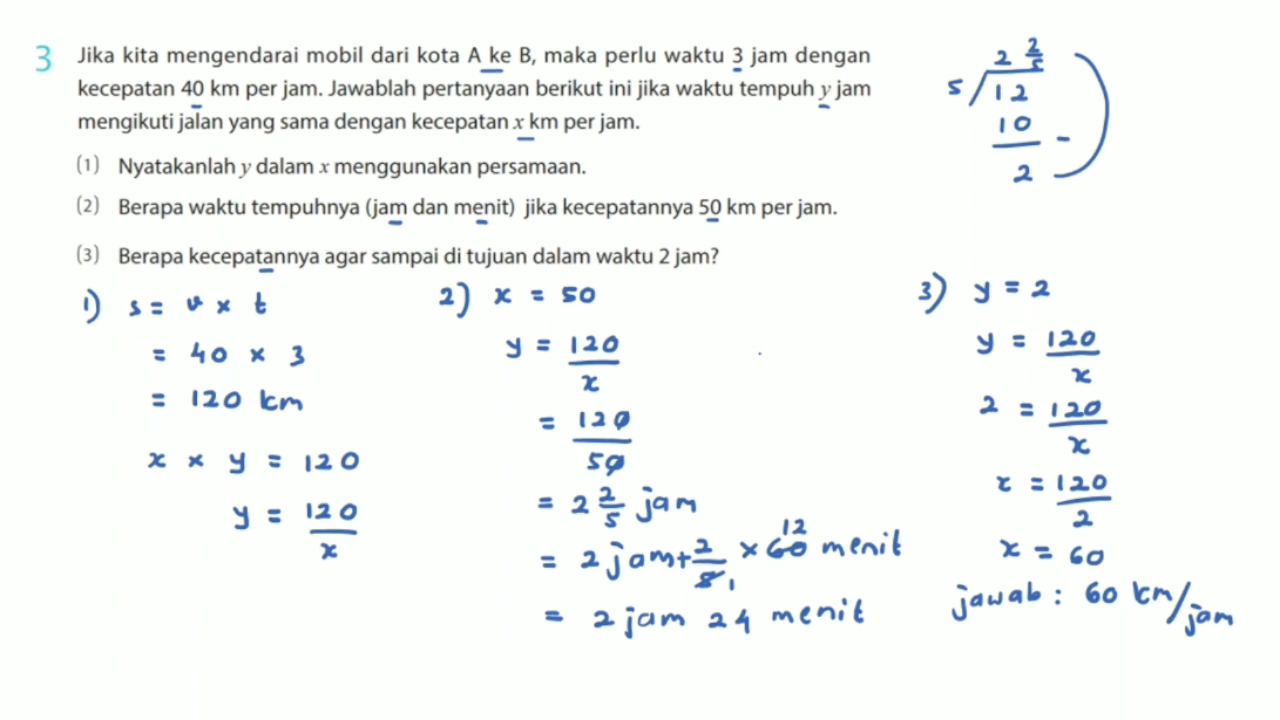 3 Jika kita mengendarai mobil dari kota A ke B, maka perlu waktu 3 jam dengan
kecepatan 40 km per jam. Jawablah pertanyaan berikut ini jika waktu tempuh y jam
mengikuti jalan yang sama dengan kecepatan x km per jam.
(1) Nyatakanlah y dalam x menggunakan persamaan.
(2) Berapa waktu tempuhnya (jam dan menit) jika kecepatannya 50 km per jam.
(3) Berapa kecepatannya agar sampai di tujuan dalam waktu 2 jam?
2 2/5
5 / 12
10 -
2
1) s = v × t
= 40 × 3
= 120 km
x × y = 120
y = 120/x
2) x = 50
y = 120/x
= 120/50
= 2 2/5 jam
= 2 jam + 2/5 1 × 60 12 menit
= 2 jam 24 menit
3) y = 2
y = 120/x
2 = 120/x
x = 120/2
x = 60
jawab : 60 km/jam